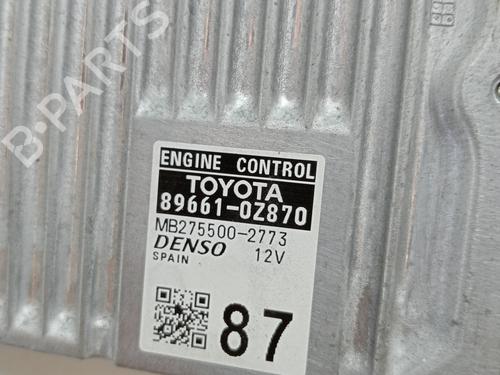 B-PARTS
ENGINE CONTROL
TOYOTA
89661-0Z870
MB275500-2773
DENSO 12V
SPAIN
87